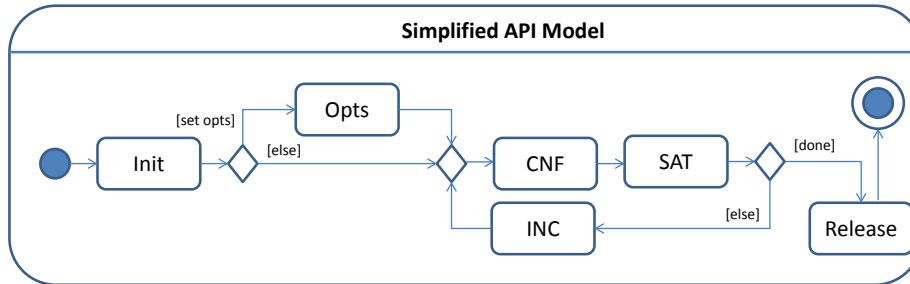 Simplified API Model
Opts
[set opts]
Init
[else]
CNF
SAT
[done]
INC
[else]
Release